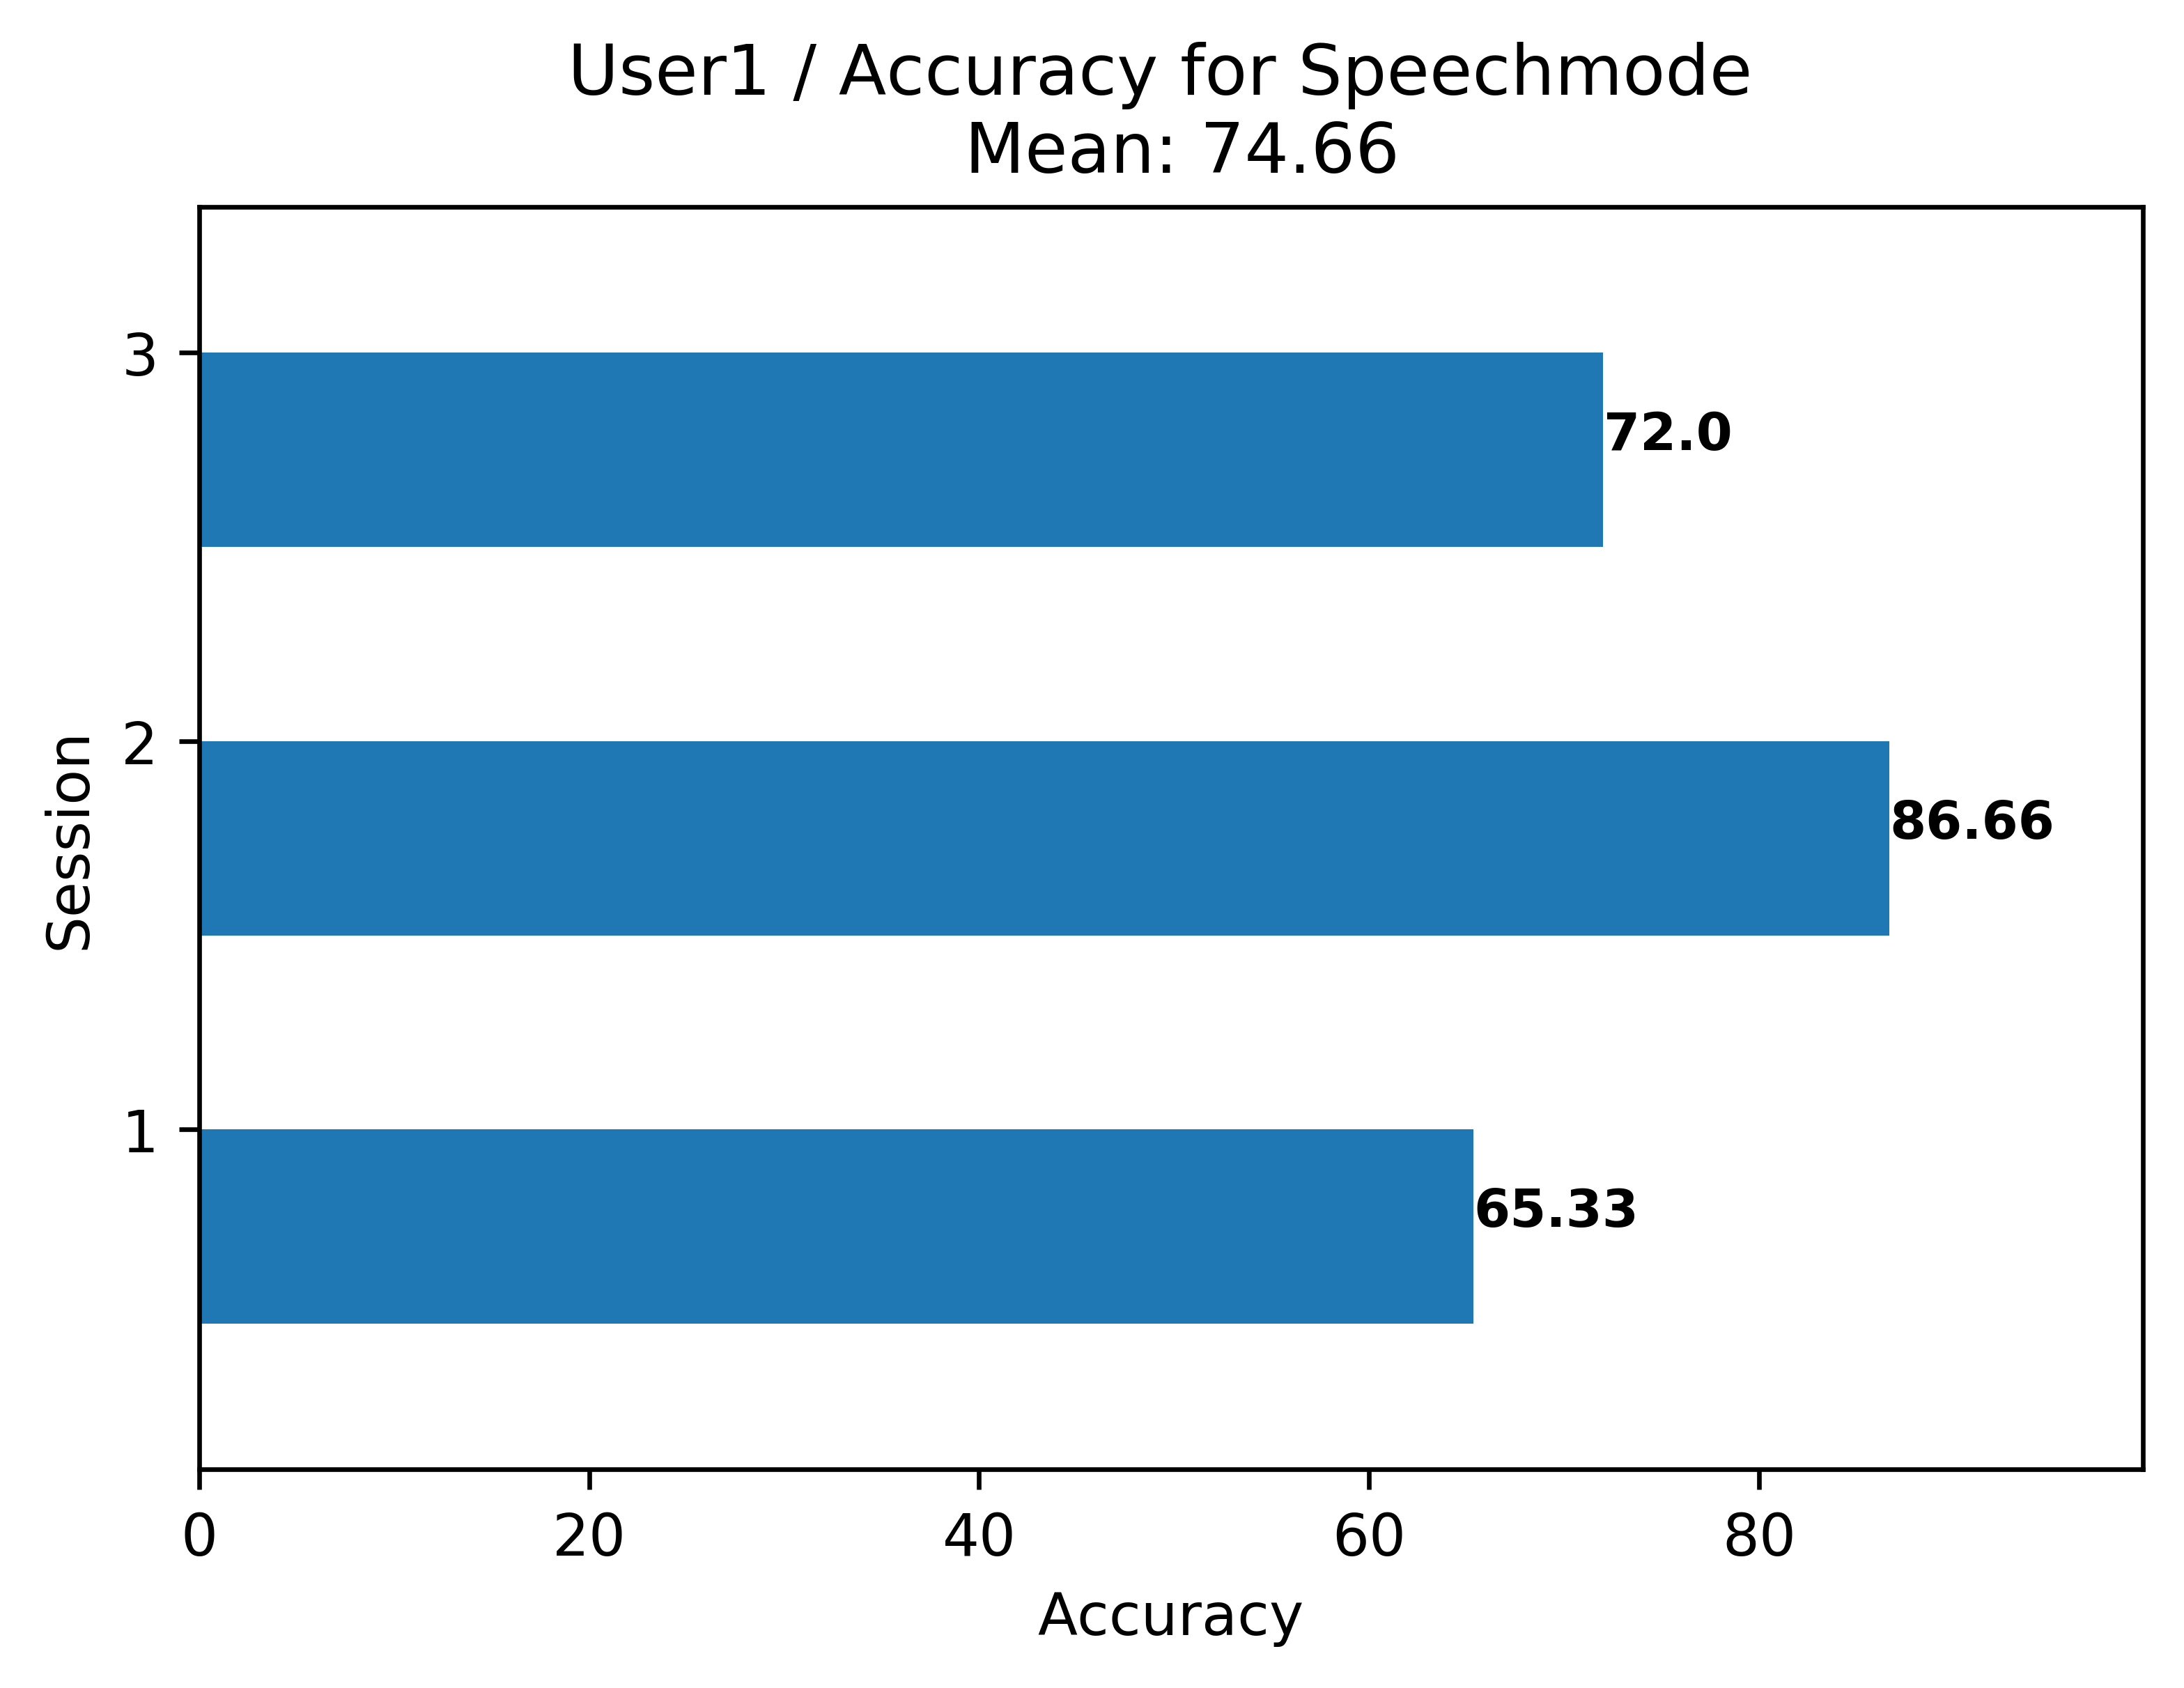 User1 / Accuracy for Speechmode
Mean: 74.66
3
72.0
2
86.66
Session
1
65.33
0 20 40 60 80
Accuracy